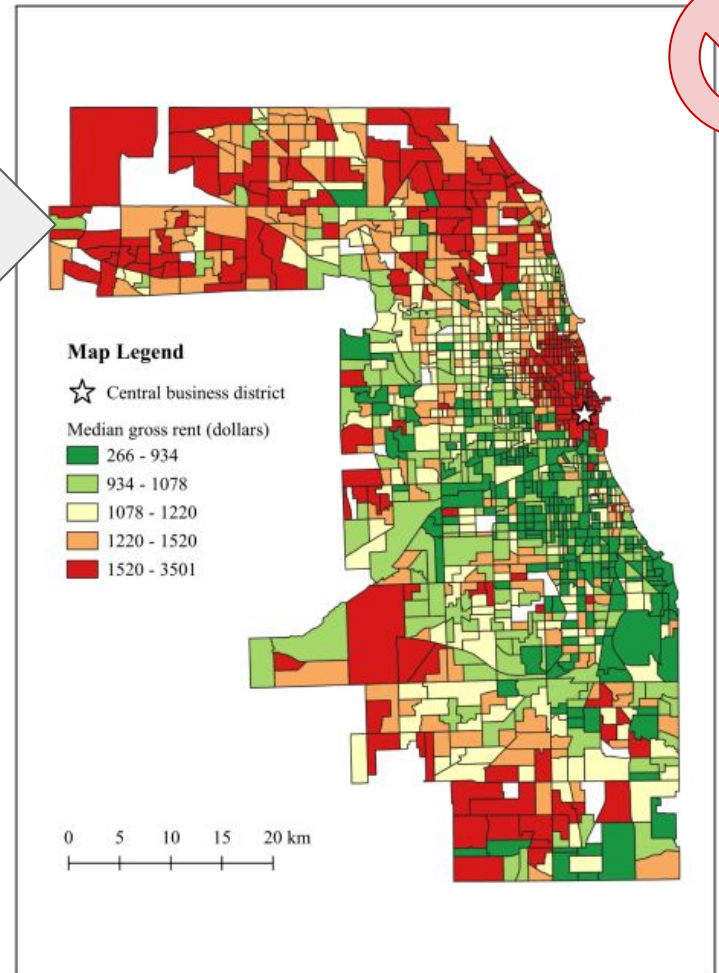 Map Legend
Central business district
Median gross rent (dollars)
266 - 934
934 - 1078
1078 - 1220
1220 - 1520
1520 - 3501
0 5 10 15 20 km